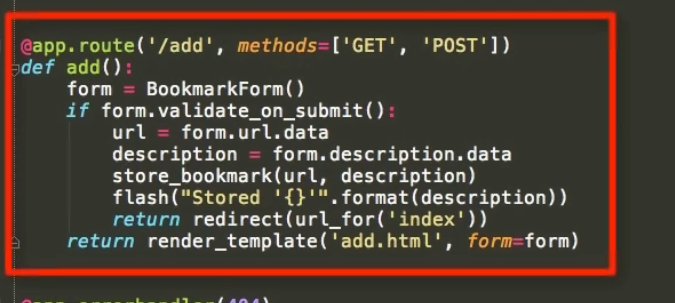 @app.route('/add', methods=['GET', 'POST'])
def add():
    form = BookmarkForm()
    if form.validate_on_submit():
        url = form.url.data
        description = form.description.data
        store_bookmark(url, description)
        flash("Stored '{}'".format(description))
        return redirect(url_for('index'))
    return render_template('add.html', form=form)
@app.errorhandler(404)